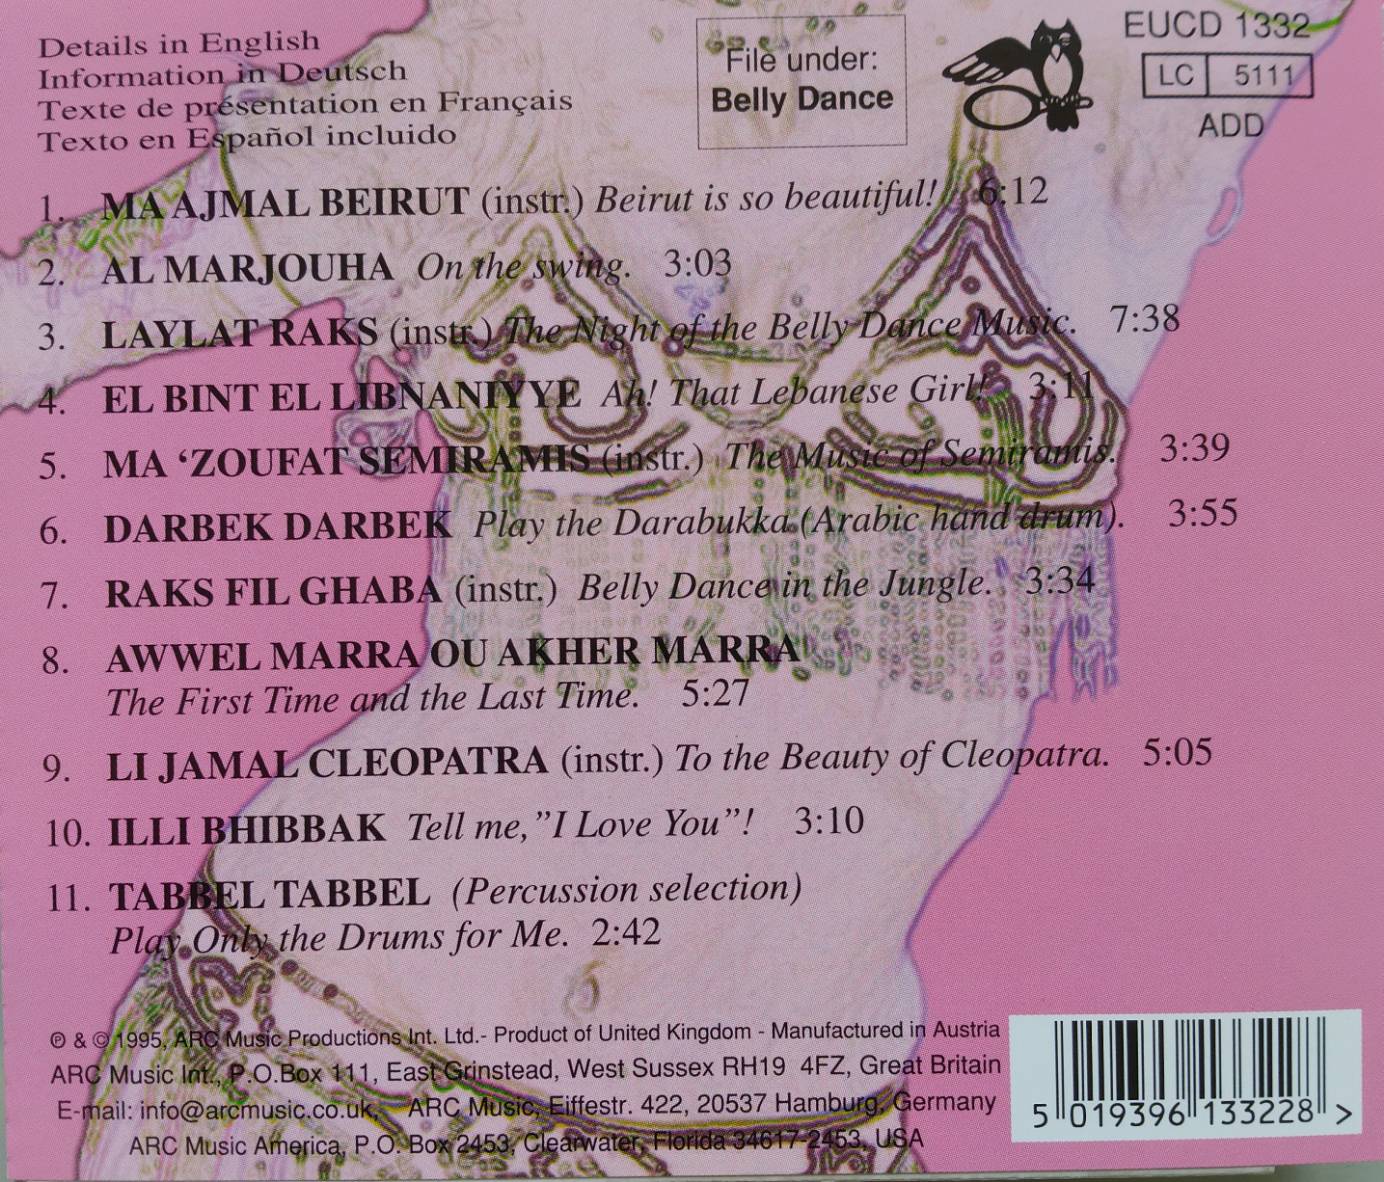 Details in English
Information in Deutsch
Texte de présentation en Français
Texto en Español incluido
File under:
Belly Dance
EUCD 1332
LC 5111
ADD
1. MA AJMAL BEIRUT (instr.) Beirut is so beautiful! 6:12
2. AL MARJOUHA On the swing. 3:03
3. LAYLAT RAKS (instr.) The Night of the Belly Dance Music. 7:38
4. EL BINT EL LIBNANIYYE Ah! That Lebanese Girl! 3:11
5. MA ‘ZOUFAT SEMIRAMIS (instr.) The Music of Semiramis. 3:39
6. DARBEK DARBEK Play the Darabukka (Arabic hand drum). 3:55
7. RAKS FIL GHABA (instr.) Belly Dance in the Jungle. 3:34
8. AWWEL MARRA OU AKHER MARRA
The First Time and the Last Time. 5:27
9. LI JAMAL CLEOPATRA (instr.) To the Beauty of Cleopatra. 5:05
10. ILLI BHIBBAK Tell me, ”I Love You”! 3:10
11. TABBEL TABBEL (Percussion selection)
Play Only the Drums for Me. 2:42
℗ & © 1995, ARC Music Productions Int. Ltd.- Product of United Kingdom - Manufactured in Austria
ARC Music Int., P.O.Box 111, East Grinstead, West Sussex RH19 4FZ, Great Britain
E-mail: info@arcmusic.co.uk, ARC Music, Eiffestr. 422, 20537 Hamburg, Germany
ARC Music America, P.O. Box 2453, Clearwater, Florida 34617-2453, USA
5 019396 133228 >